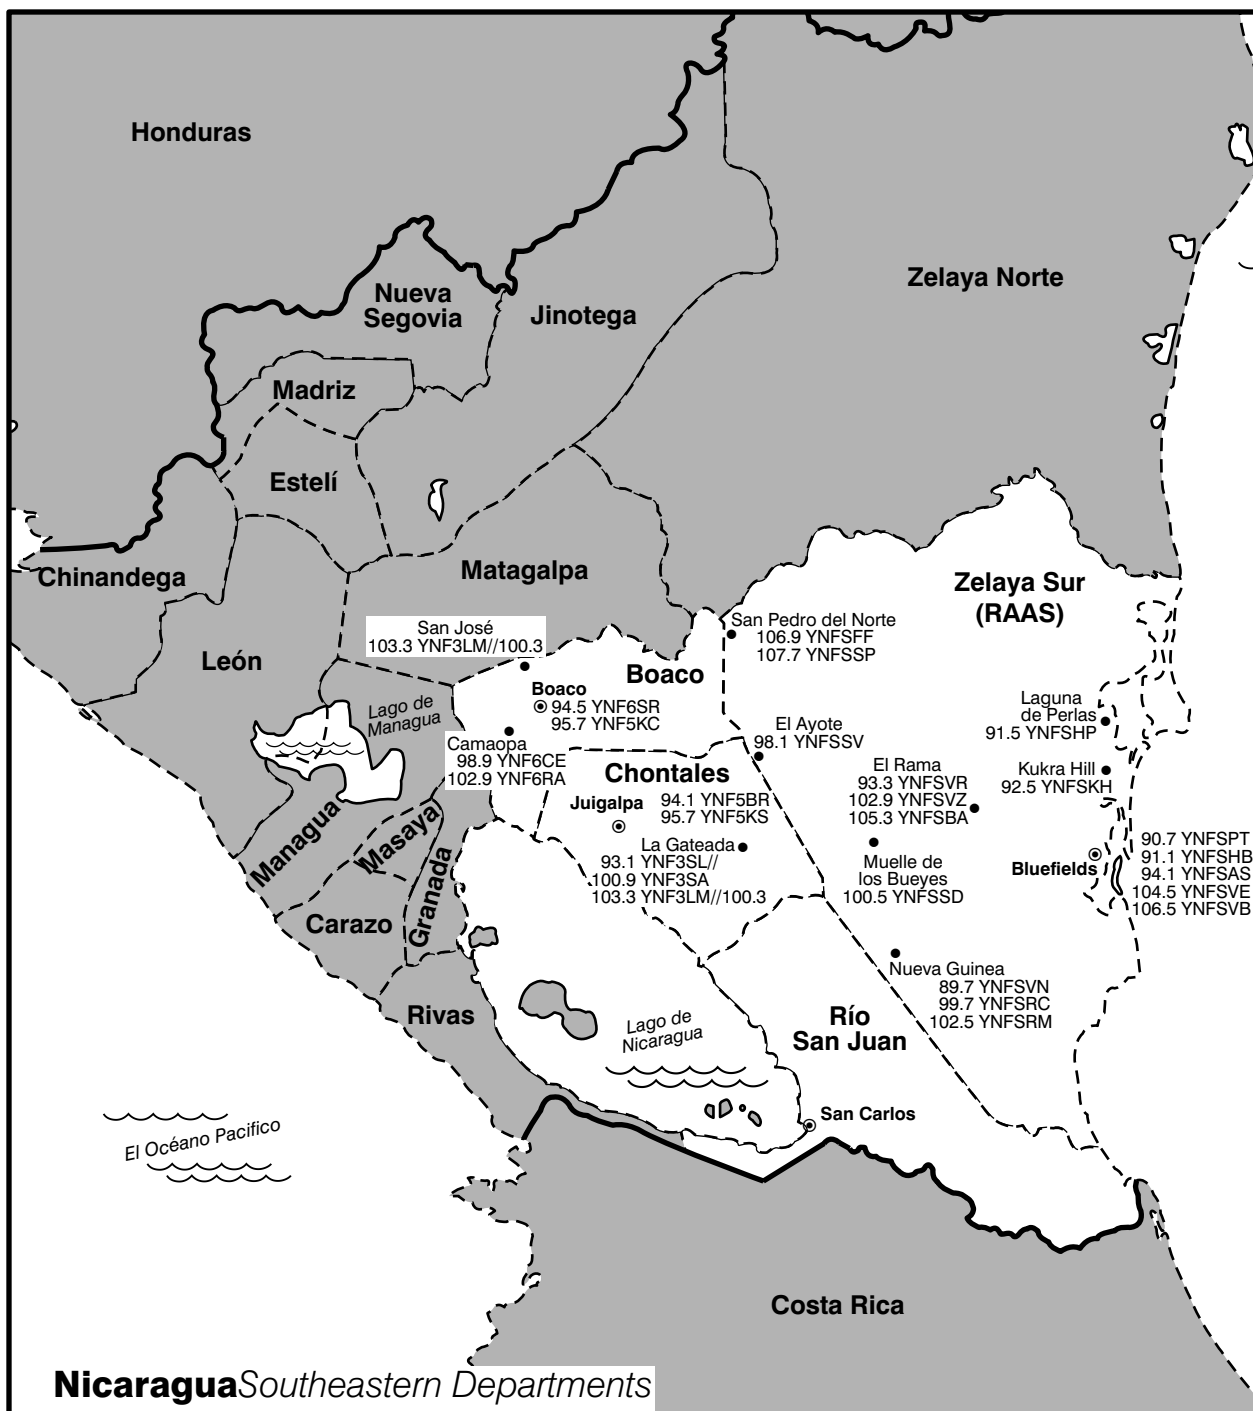 Honduras
Nueva
Segovia
Jinotega
Zelaya Norte
Madriz
Estelí
Chinandega
Matagalpa
Zelaya Sur
(RAAS)
San José
103.3 YNF3LM//100.3
San Pedro del Norte
106.9 YNFSFF
107.7 YNFSSP
León
Boaco
Boaco
94.5 YNF6SR
95.7 YNF5KC
Lago de
Managua
Laguna
de Perlas
91.5 YNFSHP
El Ayote
98.1 YNFSSV
Camaopa
98.9 YNF6CE
102.9 YNF6RA
Chontales
El Rama
93.3 YNFSVR
102.9 YNFSVZ
105.3 YNFSBA
Kukra Hill
92.5 YNFSKH
Juigalpa
94.1 YNF5BR
95.7 YNF5KS
Managua
Masaya
Granada
La Gateada
93.1 YNF3SL//
100.9 YNF3SA
103.3 YNF3LM//100.3
Muelle de
los Bueyes
100.5 YNFSSD
Bluefields
90.7 YNFSPT
91.1 YNFSHB
94.1 YNFSAS
104.5 YNFSVE
106.5 YNFSVB
Carazo
Nueva Guinea
89.7 YNFSVN
99.7 YNFSRC
102.5 YNFSRM
Rivas
Lago de
Nicaragua
Río
San Juan
San Carlos
El Océano Pacifico
Costa Rica
Nicaragua Southeastern Departments